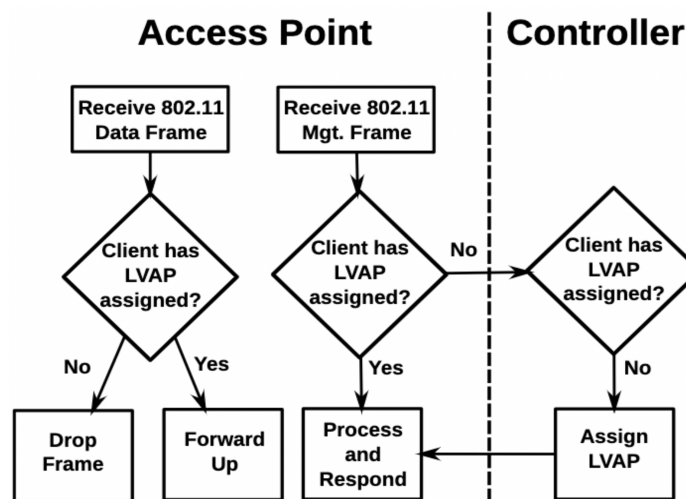 Access Point
Controller
Receive 802.11
Data Frame
Receive 802.11
Mgt. Frame
Client has
LVAP
assigned?
Client has
LVAP
assigned?
No
Client has
LVAP
assigned?
No
Yes
Yes
No
Drop
Frame
Forward
Up
Process
and
Respond
Assign
LVAP